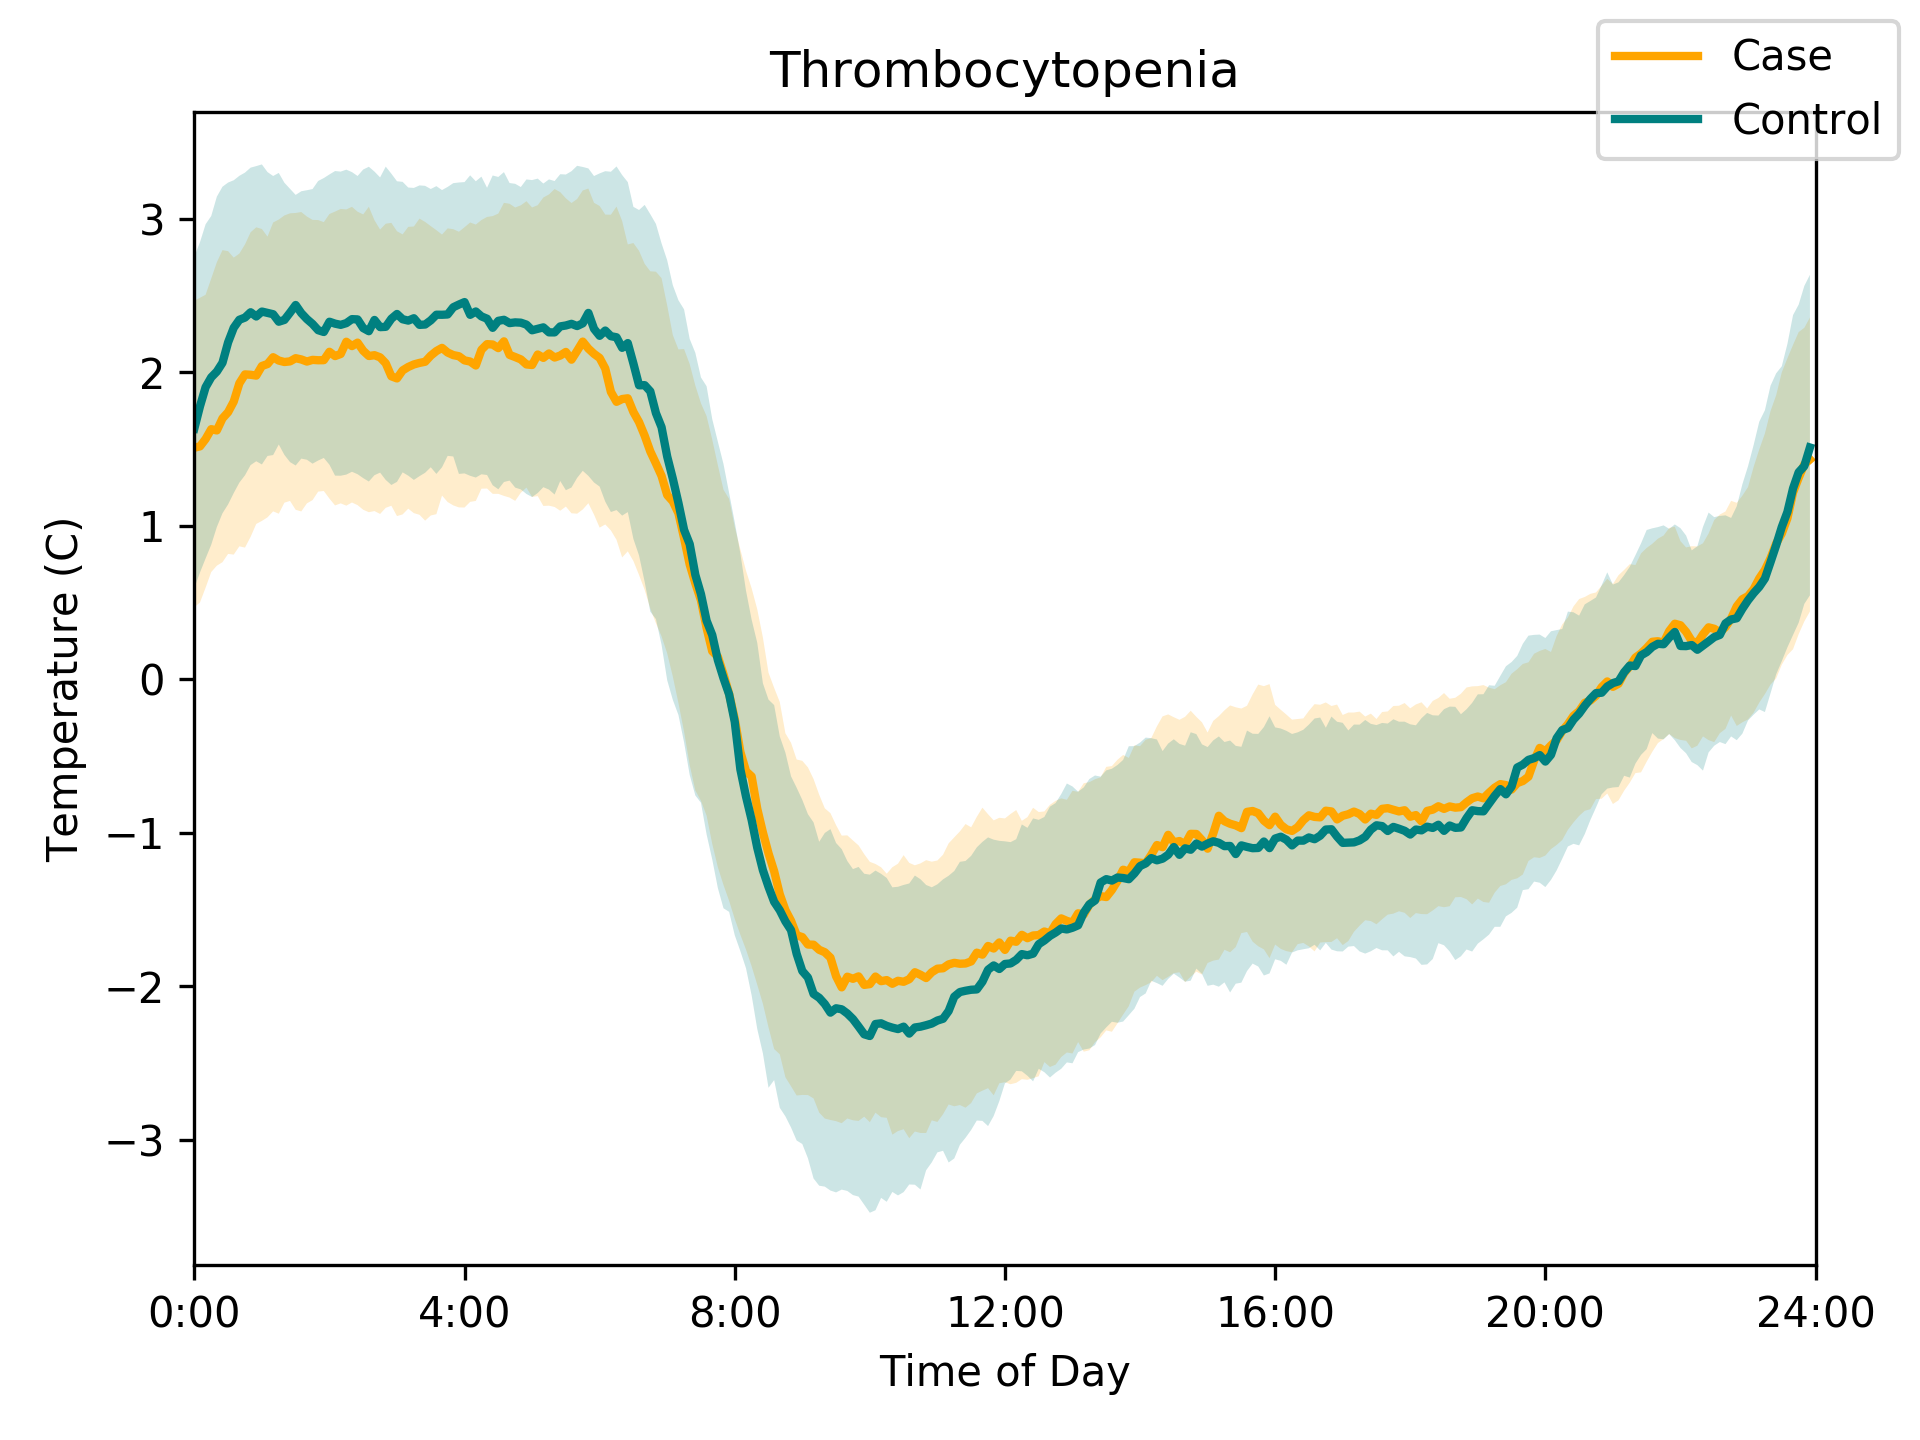 Thrombocytopenia
Case
Control
Temperature (C)
3
2
1
0
−1
−2
−3
0:00 4:00 8:00 12:00 16:00 20:00 24:00
Time of Day